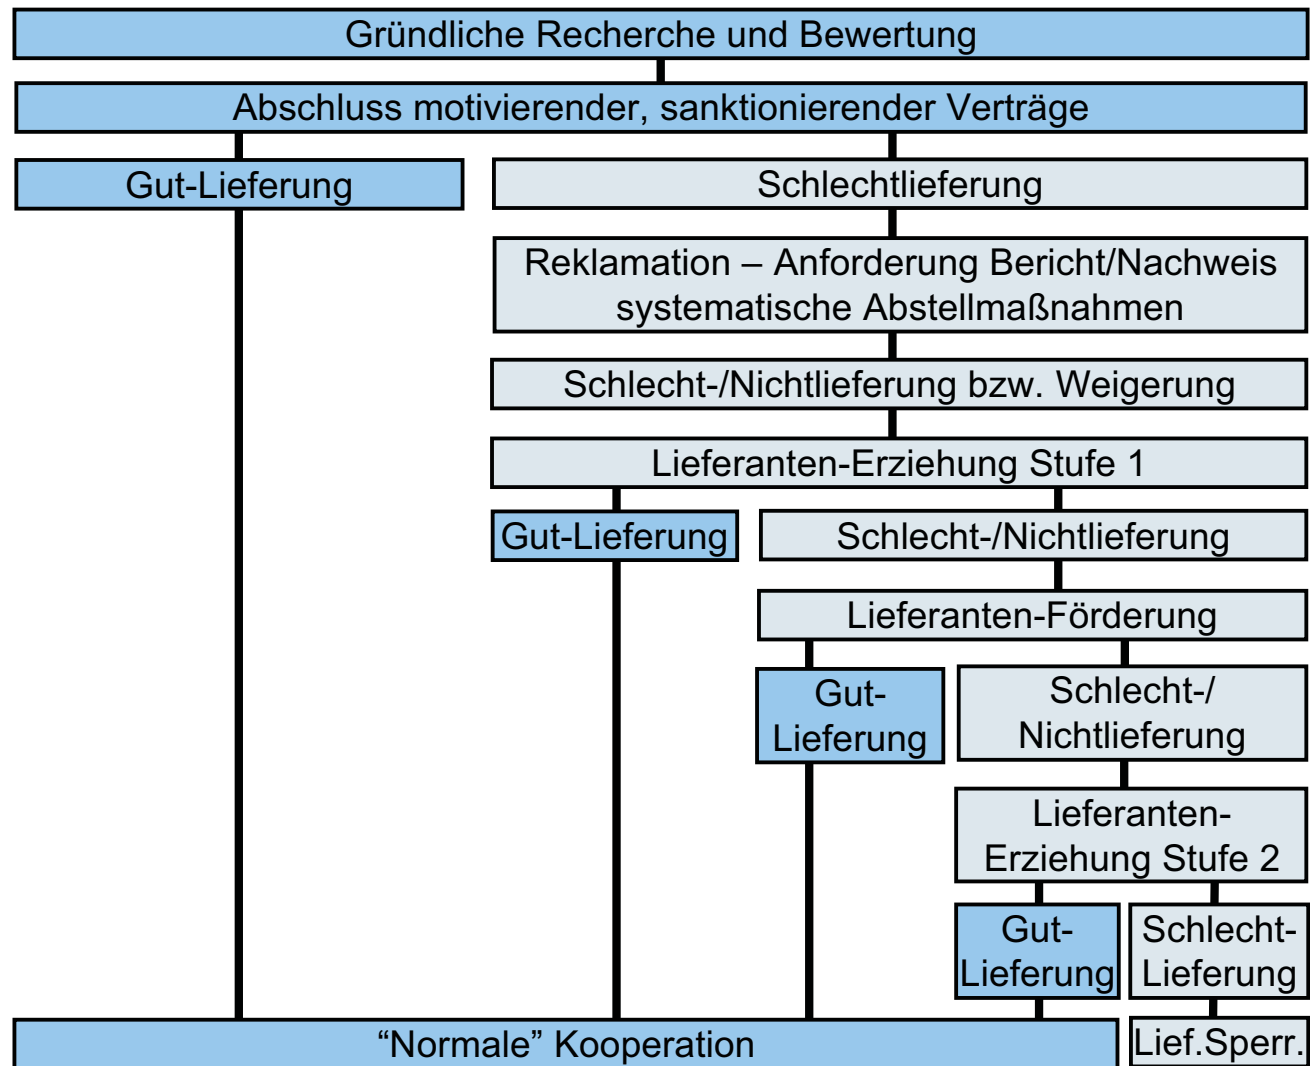 Gründliche Recherche und Bewertung
Abschluss motivierender, sanktionierender Verträge
Gut-Lieferung
Schlechtlieferung
Reklamation – Anforderung Bericht/Nachweis
systematische Abstellmaßnahmen
Schlecht-/Nichtlieferung bzw. Weigerung
Lieferanten-Erziehung Stufe 1
Gut-Lieferung
Schlecht-/Nichtlieferung
Lieferanten-Förderung
Gut-
Lieferung
Schlecht-/
Nichtlieferung
Lieferanten-
Erziehung Stufe 2
Gut-
Lieferung
Schlecht-
Lieferung
“Normale” Kooperation
Lief.Sperr.